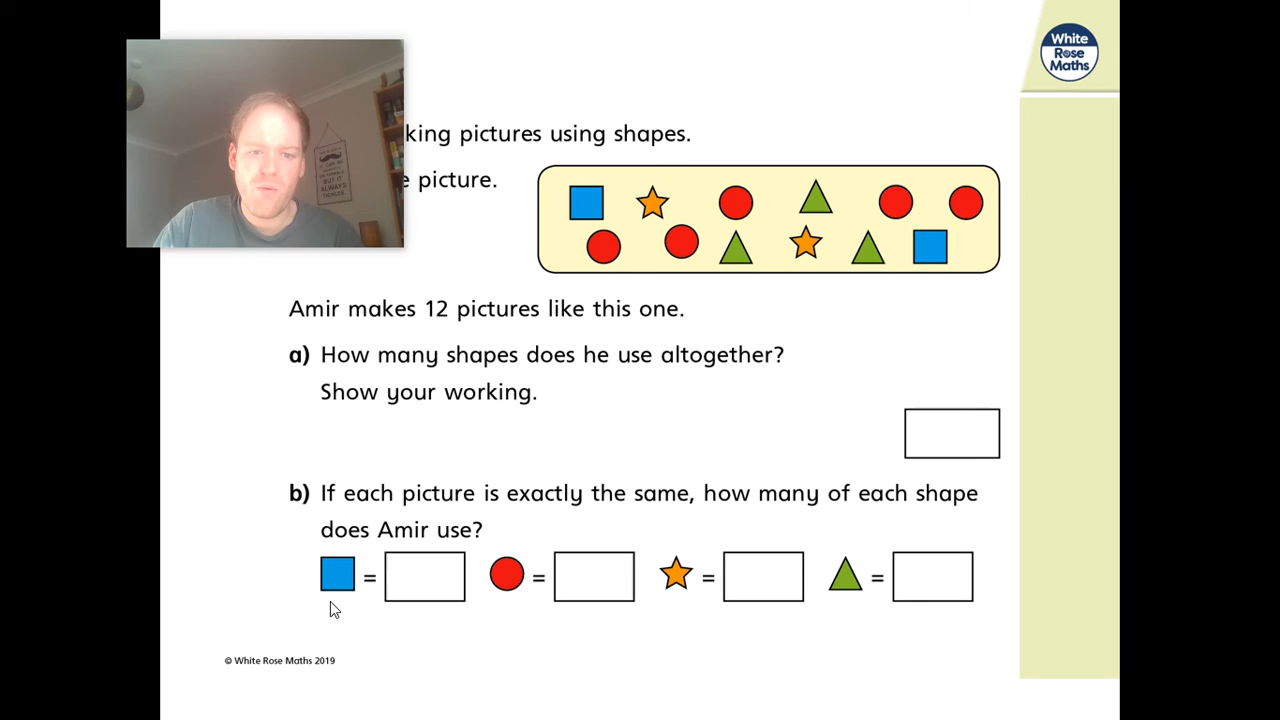 White
Rose
Maths
king pictures using shapes.
e picture.
Amir makes 12 pictures like this one.
a) How many shapes does he use altogether?
Show your working.
b) If each picture is exactly the same, how many of each shape
does Amir use?
= = = =
© White Rose Maths 2019